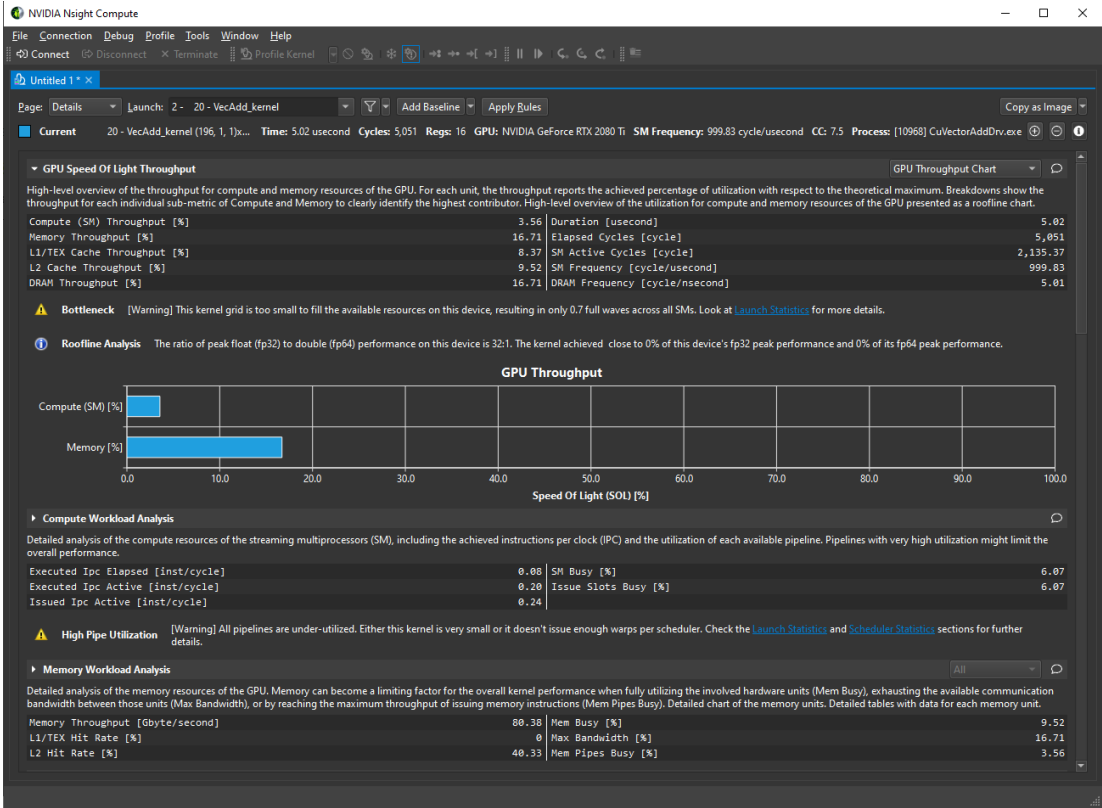 NVIDIA Nsight Compute
File Connection Debug Profile Tools Window Help
Connect Disconnect Terminate Profile Kernel
Untitled 1 *
Page: Details Launch: 2 - 20 - VecAdd_kernel Add Baseline Apply Rules Copy as Image
Current 20 - VecAdd_kernel (196, 1, 1)x... Time: 5.02 usecond Cycles: 5,051 Regs: 16 GPU: NVIDIA GeForce RTX 2080 Ti SM Frequency: 999.83 cycle/usecond CC: 7.5 Process: [10968] CuVectorAddDrv.exe
GPU Speed Of Light Throughput GPU Throughput Chart
High-level overview of the throughput for compute and memory resources of the GPU. For each unit, the throughput reports the achieved percentage of utilization with respect to the theoretical maximum. Breakdowns show the
throughput for each individual sub-metric of Compute and Memory to clearly identify the highest contributor. High-level overview of the utilization for compute and memory resources of the GPU presented as a roofline chart.
Compute (SM) Throughput [%] 3.56 Duration [usecond] 5.02
Memory Throughput [%] 16.71 Elapsed Cycles [cycle] 5,051
L1/TEX Cache Throughput [%] 8.37 SM Active Cycles [cycle] 2,135.37
L2 Cache Throughput [%] 9.52 SM Frequency [cycle/usecond] 999.83
DRAM Throughput [%] 16.71 DRAM Frequency [cycle/nsecond] 5.01
Bottleneck [Warning] This kernel grid is too small to fill the available resources on this device, resulting in only 0.7 full waves across all SMs. Look at Launch Statistics for more details.
Roofline Analysis The ratio of peak float (fp32) to double (fp64) performance on this device is 32:1. The kernel achieved close to 0% of this device's fp32 peak performance and 0% of its fp64 peak performance.
GPU Throughput
Compute (SM) [%]
Memory [%]
0.0 10.0 20.0 30.0 40.0 50.0 60.0 70.0 80.0 90.0 100.0
Speed Of Light (SOL) [%]
Compute Workload Analysis
Detailed analysis of the compute resources of the streaming multiprocessors (SM), including the achieved instructions per clock (IPC) and the utilization of each available pipeline. Pipelines with very high utilization might limit the
overall performance.
Executed Ipc Elapsed [inst/cycle] 0.08 SM Busy [%] 6.07
Executed Ipc Active [inst/cycle] 0.20 Issue Slots Busy [%] 6.07
Issued Ipc Active [inst/cycle] 0.24
High Pipe Utilization [Warning] All pipelines are under-utilized. Either this kernel is very small or it doesn't issue enough warps per scheduler. Check the Launch Statistics and Scheduler Statistics sections for further
details.
Memory Workload Analysis All
Detailed analysis of the memory resources of the GPU. Memory can become a limiting factor for the overall kernel performance when fully utilizing the involved hardware units (Mem Busy), exhausting the available communication
bandwidth between those units (Max Bandwidth), or by reaching the maximum throughput of issuing memory instructions (Mem Pipes Busy). Detailed chart of the memory units. Detailed tables with data for each memory unit.
Memory Throughput [Gbyte/second] 80.38 Mem Busy [%] 9.52
L1/TEX Hit Rate [%] 0 Max Bandwidth [%] 16.71
L2 Hit Rate [%] 40.33 Mem Pipes Busy [%] 3.56